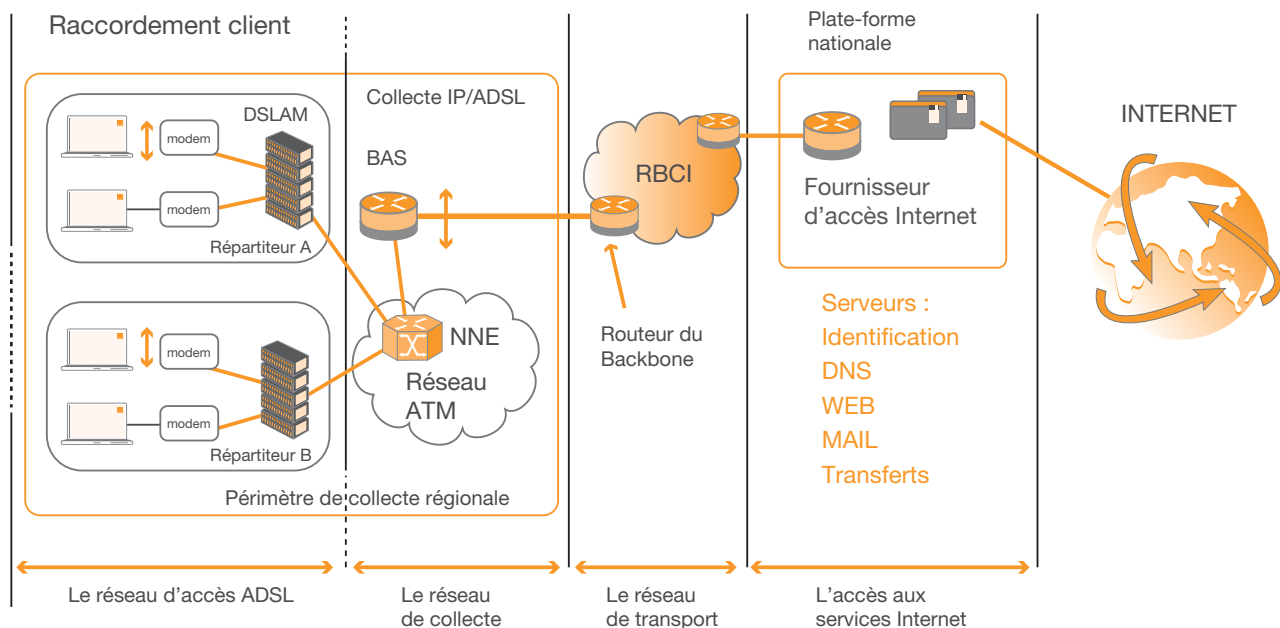 Raccordement client
Plate-forme
nationale
Collecte IP/ADSL
DSLAM
modem
modem
Répartiteur A
BAS
RBCI
Fournisseur
d'accès Internet
INTERNET
modem
modem
Répartiteur B
NNE
Réseau
ATM
Routeur du
Backbone
Serveurs :
Identification
DNS
WEB
MAIL
Transferts
Périmètre de collecte régionale
Le réseau d'accès ADSL
Le réseau
de collecte
Le réseau
de transport
L'accès aux
services Internet